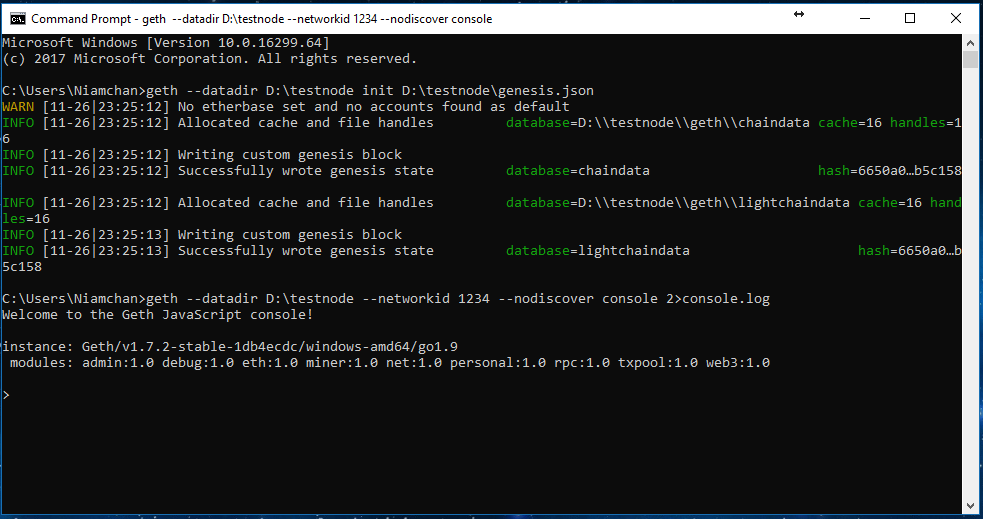 Command Prompt - geth  --datadir D:\testnode --networkid 1234 --nodiscover console
Microsoft Windows [Version 10.0.16299.64]
(c) 2017 Microsoft Corporation. All rights reserved.
C:\Users\Niamchan>geth --datadir D:\testnode init D:\testnode\genesis.json
WARN [11-26|23:25:12] No etherbase set and no accounts found as default
INFO [11-26|23:25:12] Allocated cache and file handles         database=D:\\testnode\\geth\\chaindata cache=16 handles=1
6
INFO [11-26|23:25:12] Writing custom genesis block
INFO [11-26|23:25:12] Successfully wrote genesis state         database=chaindata                     hash=6650a0…b5c158
INFO [11-26|23:25:12] Allocated cache and file handles         database=D:\\testnode\\geth\\lightchaindata cache=16 hand
les=16
INFO [11-26|23:25:13] Writing custom genesis block
INFO [11-26|23:25:13] Successfully wrote genesis state         database=lightchaindata                     hash=6650a0…b
5c158
C:\Users\Niamchan>geth --datadir D:\testnode --networkid 1234 --nodiscover console 2>console.log
Welcome to the Geth JavaScript console!
instance: Geth/v1.7.2-stable-1db4ecdc/windows-amd64/go1.9
 modules: admin:1.0 debug:1.0 eth:1.0 miner:1.0 net:1.0 personal:1.0 rpc:1.0 txpool:1.0 web3:1.0
>